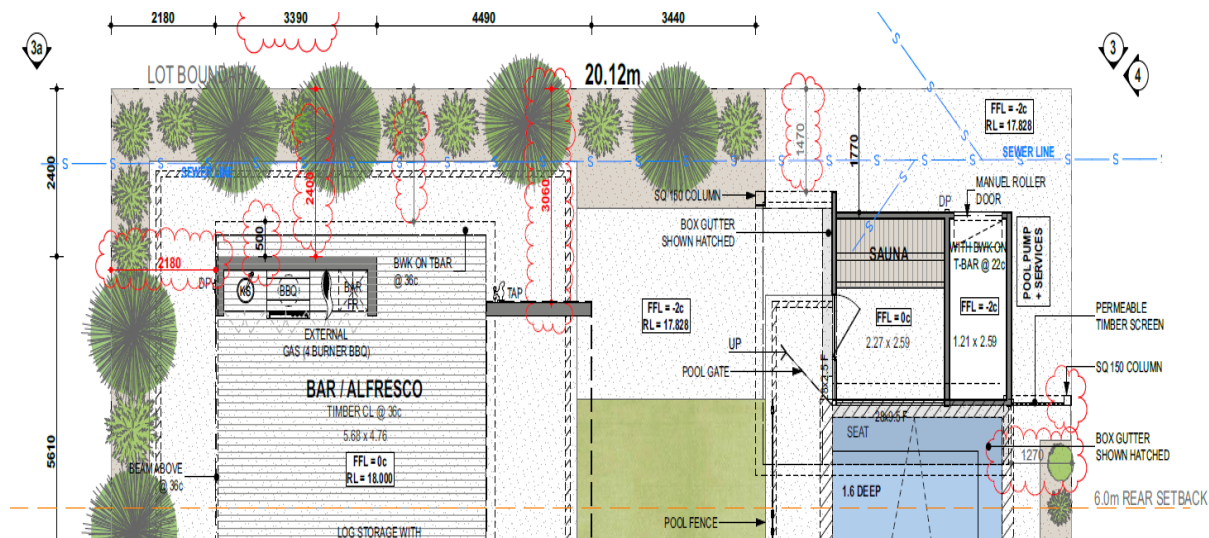 2180
3390
4490
3440
3a
3
4
LOT BOUNDARY
20.12m
FFL = -2c
RL = 17.828
S
S
S
S
S
S
S
S
S
S
S
S
SEWER LINE
SEWER LINE
2400
2400
3060
1470
1770
MANUEL ROLLER
DOOR
SQ 150 COLUMN
DP
BOX GUTTER
SHOWN HATCHED
500
2180
DP
BWK ON TBAR
@ 36c
SAUNA
WITH BWK ON
T-BAR @ 22c
POOL PUMP
+ SERVICES
BBQ
BAR
FR
TAP
FFL = -2c
RL = 17.828
FFL = 0c
2.27 x 2.59
FFL = -2c
1.21 x 2.59
PERMEABLE
TIMBER SCREEN
EXTERNAL
GAS (4 BURNER BBQ)
UP
POOL GATE
SQ 150 COLUMN
BAR / ALFRESCO
TIMBER CL @ 36c
5.68 x 4.76
SEAT
5610
BEAM ABOVE
@ 36c
FFL = 0c
RL = 18.000
1270
BOX GUTTER
SHOWN HATCHED
1.6 DEEP
6.0m REAR SETBACK
POOL FENCE
LOG STORAGE WITH